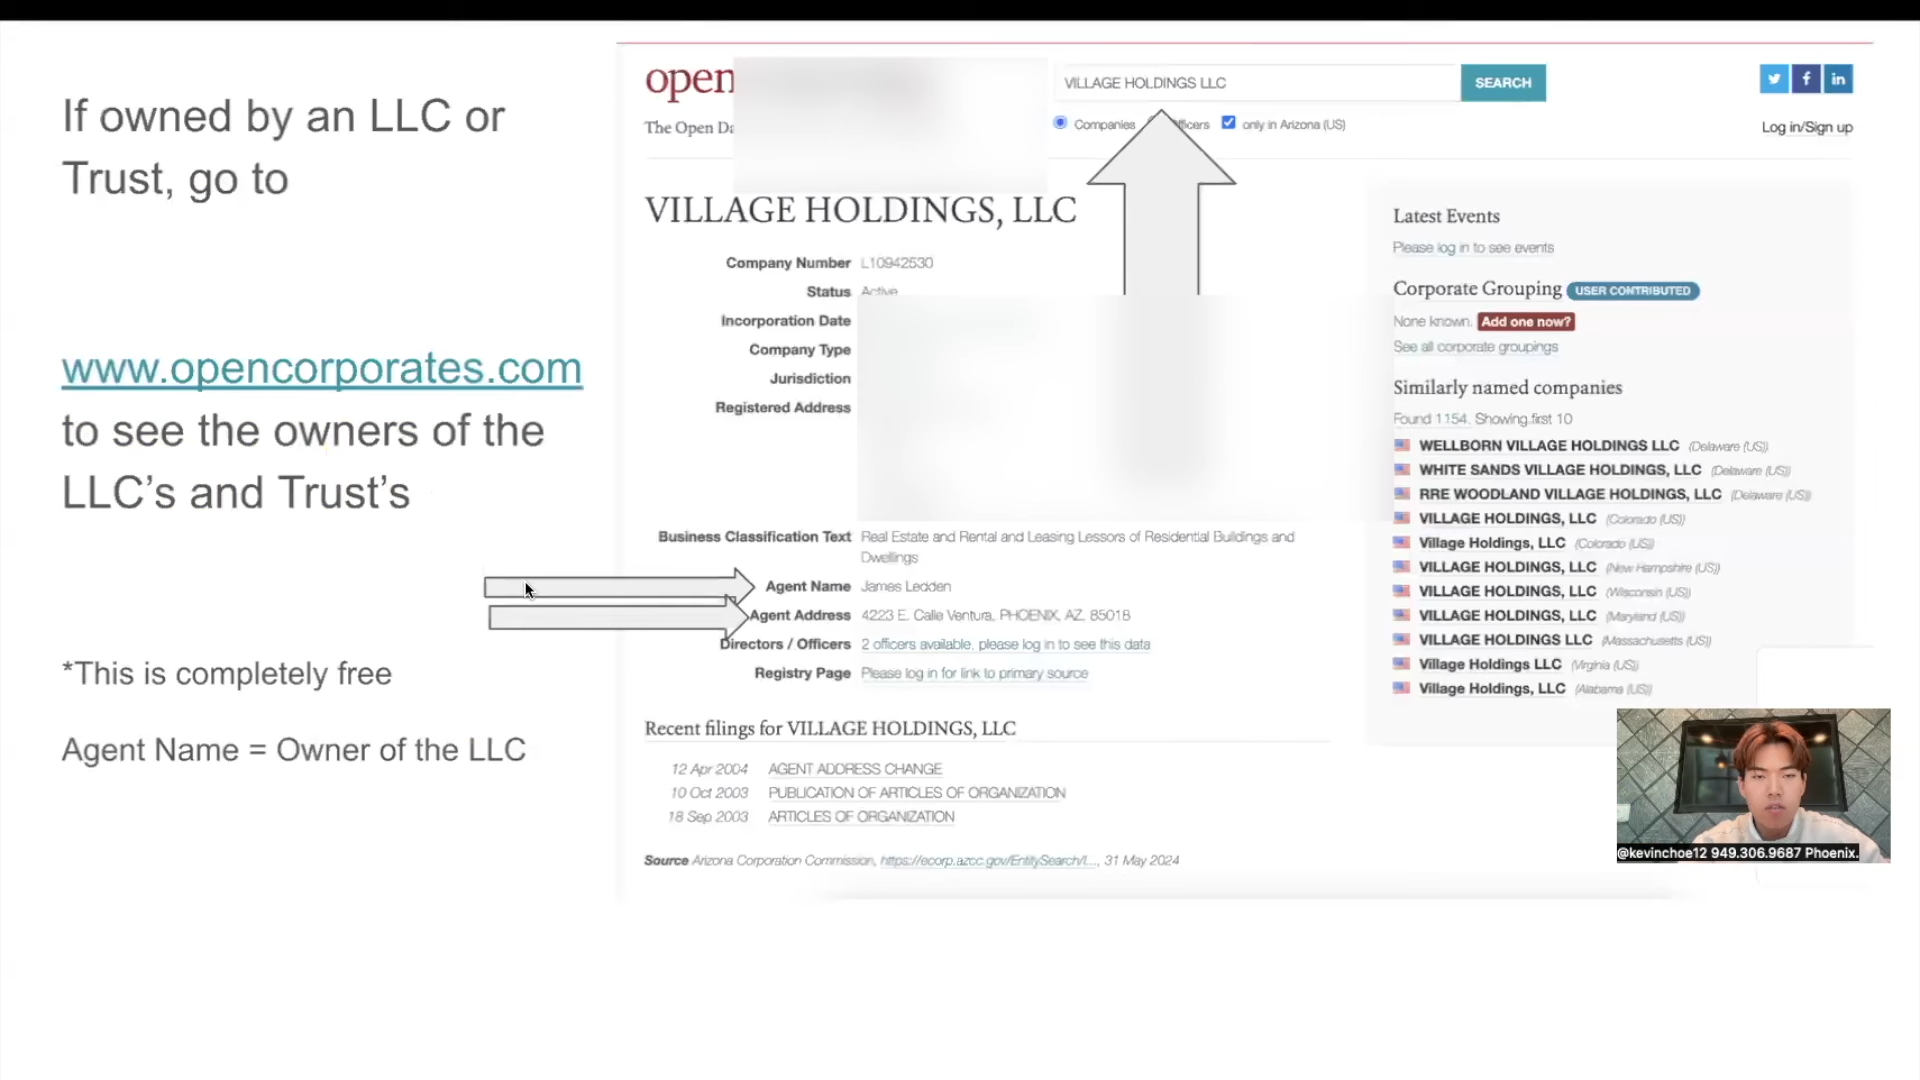 If owned by an LLC or
Trust, go to
www.opencorporates.com
to see the owners of the
LLC's and Trust's
*This is completely free
Agent Name = Owner of the LLC
open
The Open Da
VILLAGE HOLDINGS LLC
SEARCH
Companies
only in Arizona (US)
Log in/Sign up
VILLAGE HOLDINGS, LLC
Company Number L10942530
Status Active
Incorporation Date
Company Type
Jurisdiction
Registered Address
Business Classification Text Real Estate and Rental and Leasing Lessors of Residential Buildings and
Dwellings
Agent Name James Ledden
Agent Address 4223 E. Calle Ventura, PHOENIX, AZ, 85018
Directors / Officers 2 officers available, please log in to see this data
Registry Page Please log in for link to primary source
Recent filings for VILLAGE HOLDINGS, LLC
12 Apr 2004 AGENT ADDRESS CHANGE
10 Oct 2003 PUBLICATION OF ARTICLES OF ORGANIZATION
18 Sep 2003 ARTICLES OF ORGANIZATION
Source Arizona Corporation Commission, https://ecorp.azcc.gov/EntitySearch/I..., 31 May 2024
Latest Events
Please log in to see events
Corporate Grouping USER CONTRIBUTED
None known. Add one now?
See all corporate groupings
Similarly named companies
Found 1154. Showing first 10
WELLBORN VILLAGE HOLDINGS LLC (Delaware (US))
WHITE SANDS VILLAGE HOLDINGS, LLC (Delaware (US))
RRE WOODLAND VILLAGE HOLDINGS, LLC (Delaware (US))
VILLAGE HOLDINGS, LLC (Colorado (US))
Village Holdings, LLC (Colorado (US))
VILLAGE HOLDINGS, LLC (New Hampshire (US))
VILLAGE HOLDINGS, LLC (Wisconsin (US))
VILLAGE HOLDINGS, LLC (Maryland (US))
VILLAGE HOLDINGS LLC (Massachusetts (US))
Village Holdings LLC (Virginia (US))
Village Holdings, LLC (Alabama (US))
@kevinchoe12 949.306.9687 Phoenix.